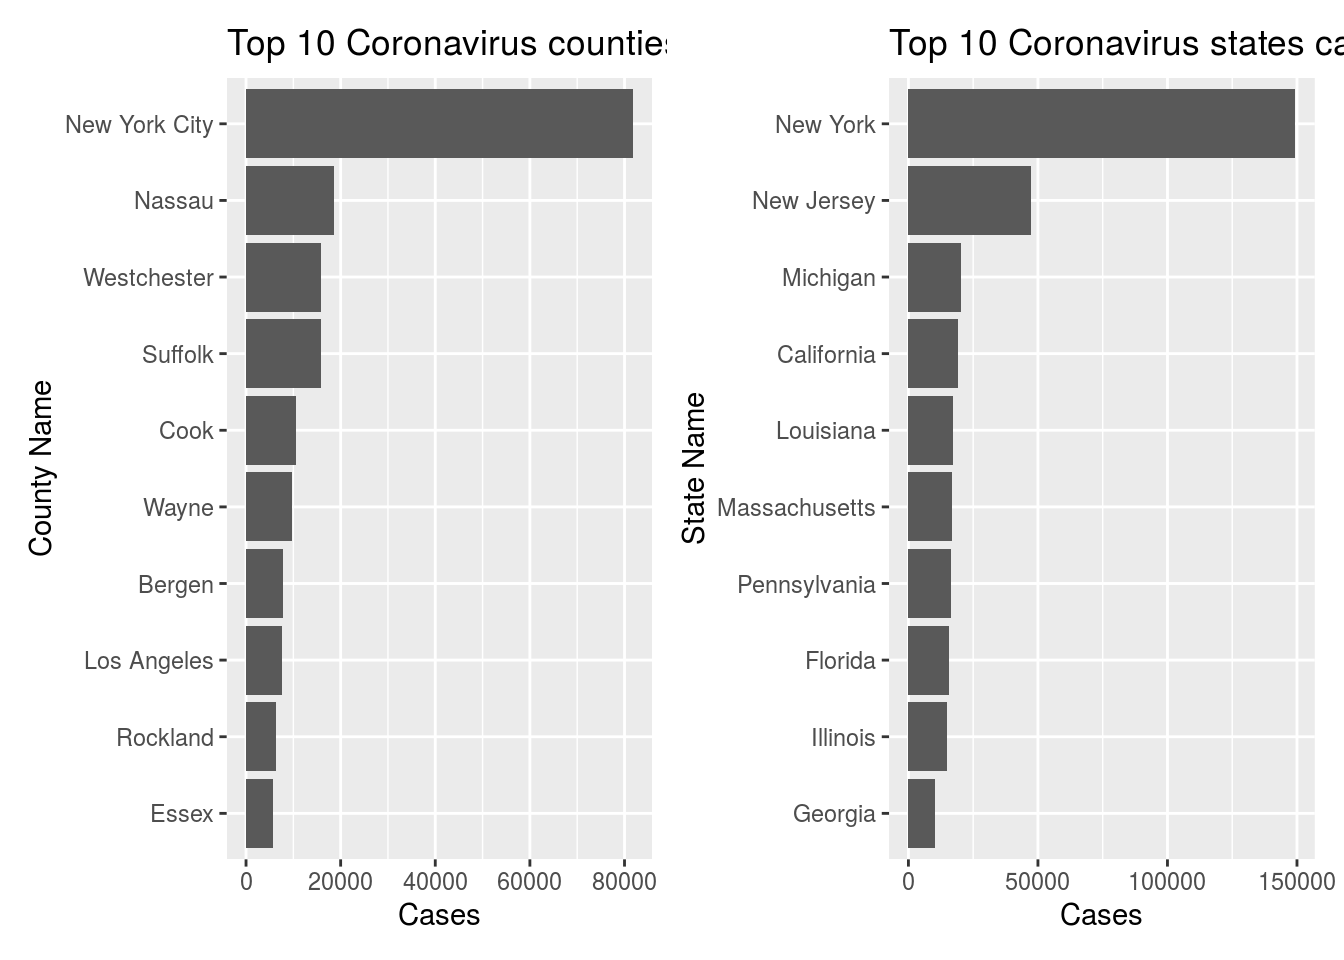 Top 10 Coronavirus counties
County Name
New York City
Nassau
Westchester
Suffolk
Cook
Wayne
Bergen
Los Angeles
Rockland
Essex
0 20000 40000 60000 80000
Cases
Top 10 Coronavirus states ca
State Name
New York
New Jersey
Michigan
California
Louisiana
Massachusetts
Pennsylvania
Florida
Illinois
Georgia
0 50000 100000 150000
Cases